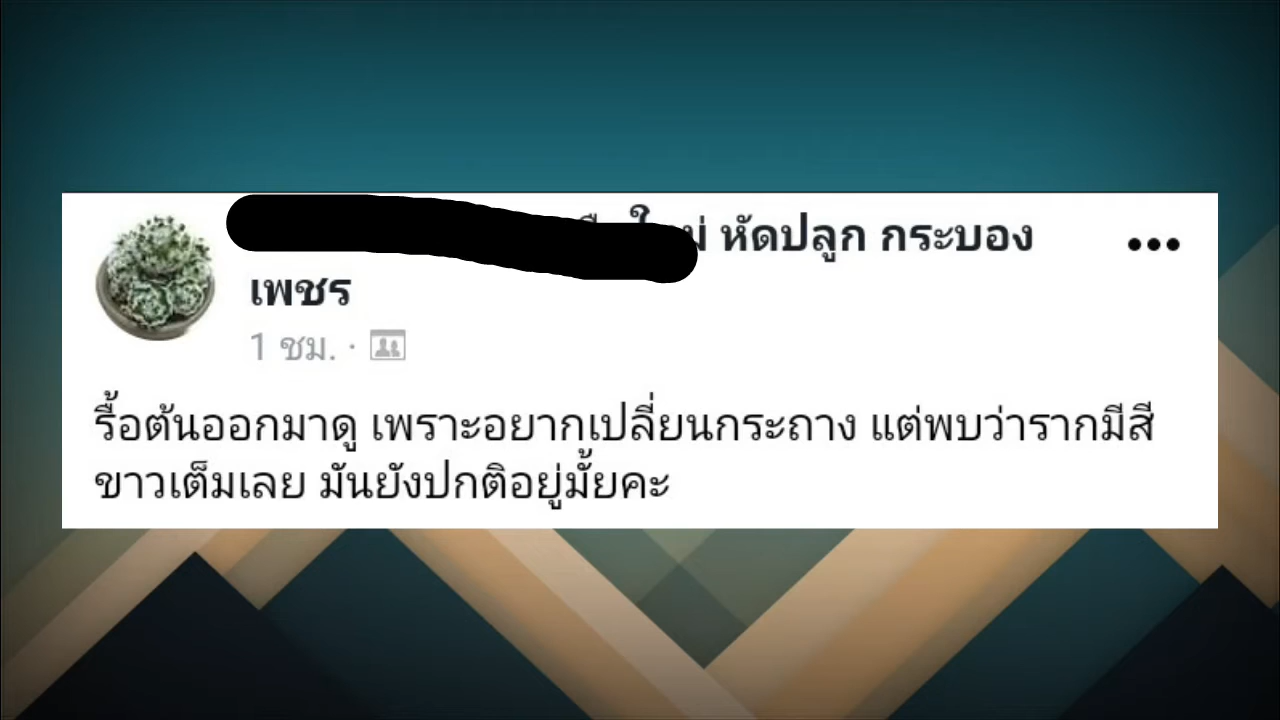 หัดปลูก กระบอง
เพชร
1 ชม. ·
รื้อต้นออกมาดู เพราะอยากเปลี่ยนกระถาง แต่พบว่ารากมีสี
ขาวเต็มเลย มันยังปกติอยู่มั้ยคะ